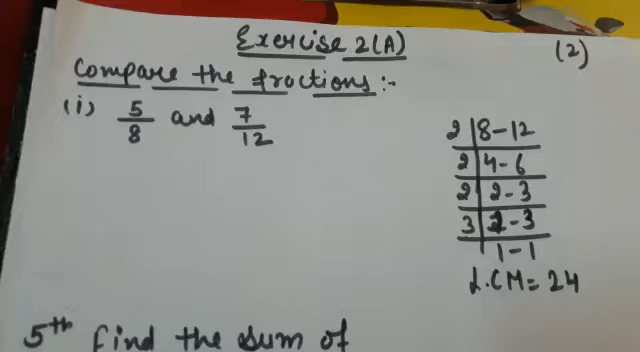 Exercise 2(A)
(2)
Compare the fractions :-
(i) 5/8 and 7/12
2 | 8 - 12
2 | 4 - 6
2 | 2 - 3
3 | 1 - 3
1 - 1
L.CM = 24
5th find the sum of